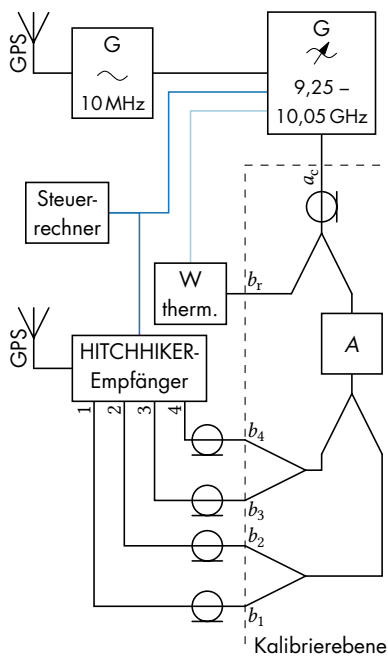 GPS
G
10 MHz
G
9,25 –
10,05 GHz
a_c
Steuer-
rechner
W
therm.
b_r
A
GPS
HITCHHIKER-
Empfänger
1
2
3
4
b_4
b_3
b_2
b_1
Kalibrierebene